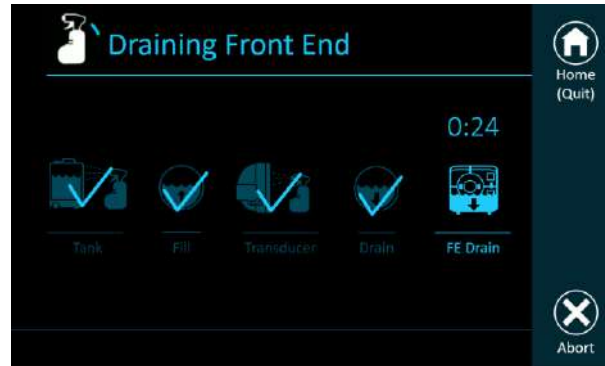 Draining Front End
Home
(Quit)
0:24
Tank
Fill
Transducer
Drain
FE Drain
Abort